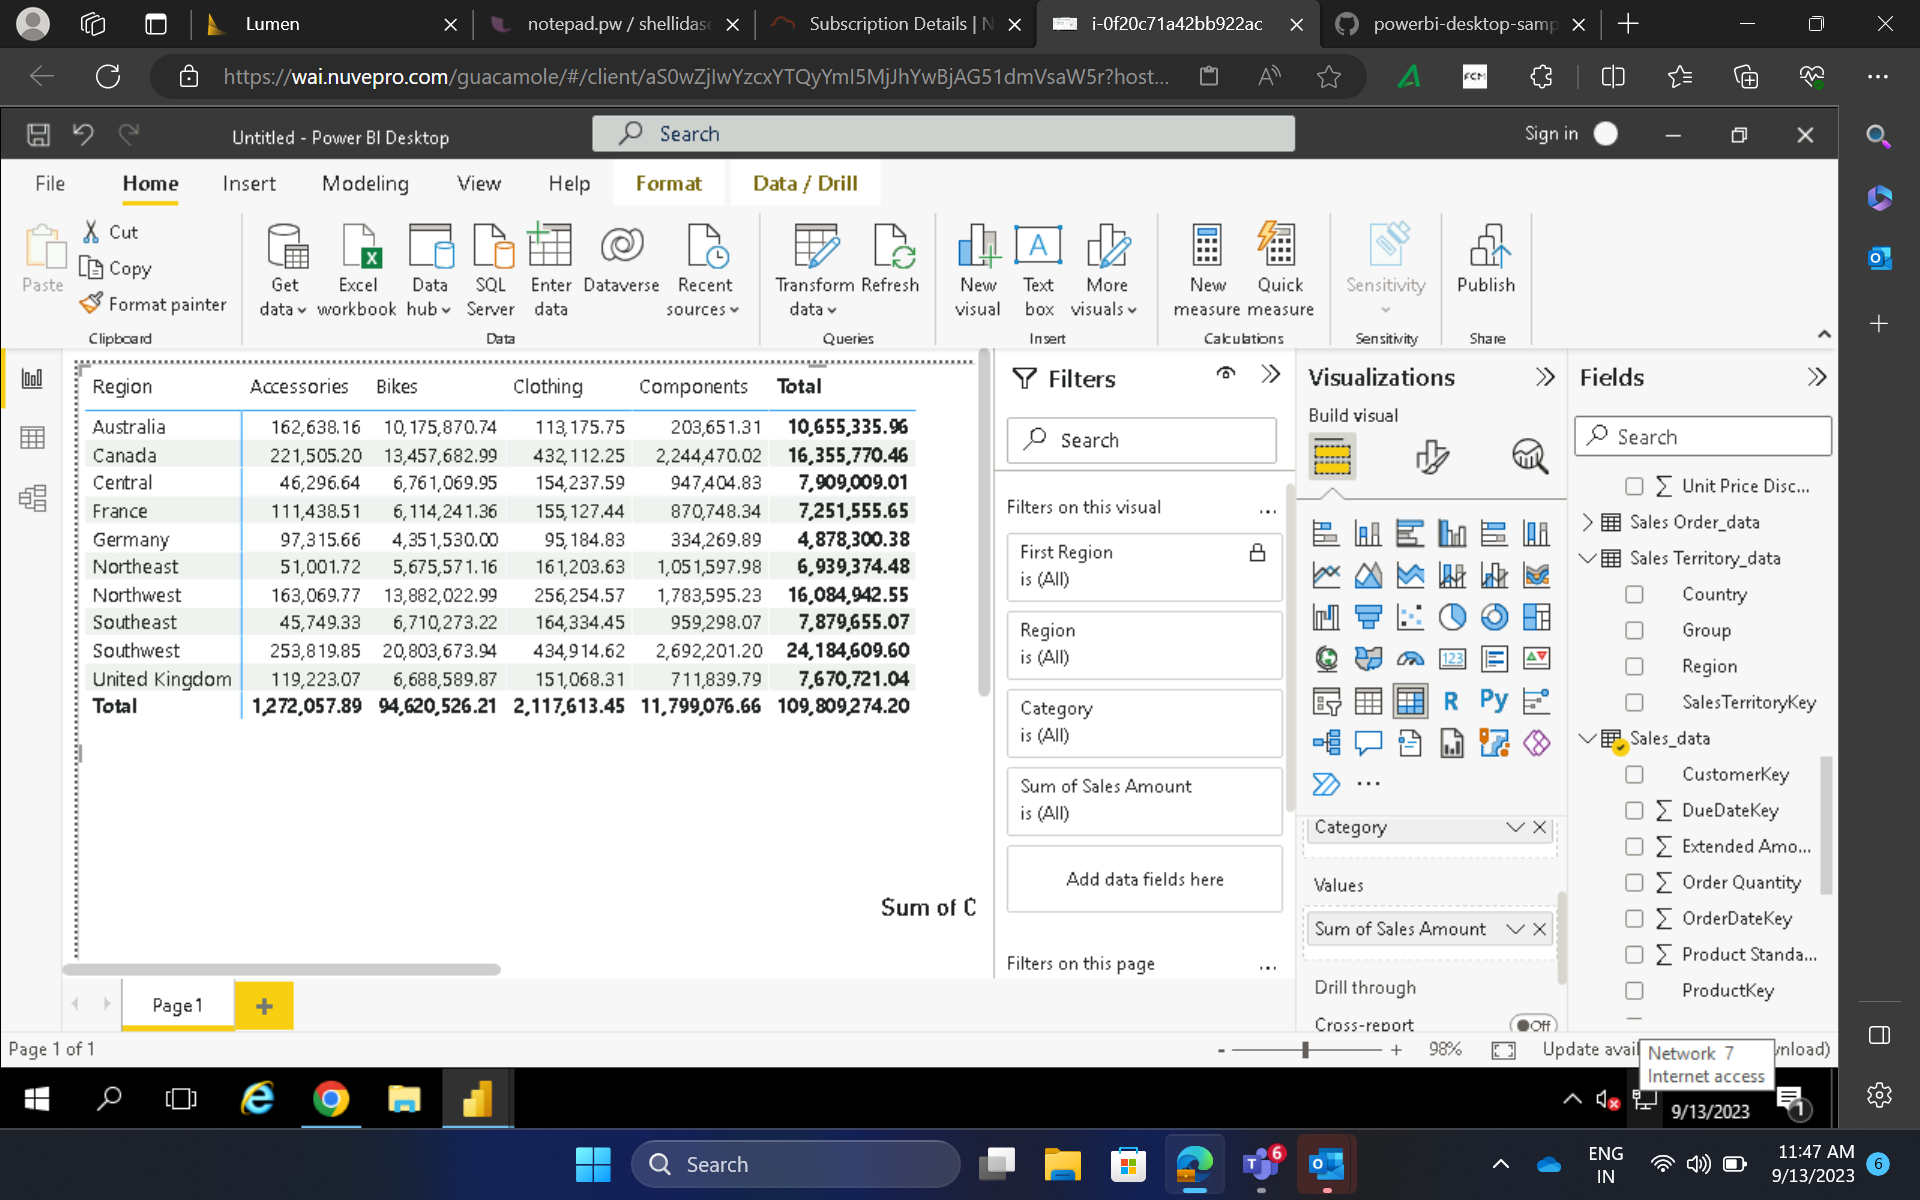 Lumen
notepad.pw / shellidas
Subscription Details | N
i-0f20c71a42bb922ac
powerbi-desktop-samp
https://wai.nuvepro.com/guacamole/#/client/aS0wZjIwYzcxYTQyYmI5MjJhYwBjAG51dmVsaW5r?host...
FCM
Untitled - Power BI Desktop
Search
Sign in
File
Home
Insert
Modeling
View
Help
Format
Data / Drill
Paste
Cut
Copy
Format painter
Clipboard
Get data
Excel workbook
Data hub
SQL Server
Enter data
Dataverse
Recent sources
Data
Transform data
Refresh
Queries
New visual
Text box
More visuals
Insert
New measure
Quick measure
Calculations
Sensitivity
Sensitivity
Publish
Share
Region Accessories Bikes Clothing Components Total
Australia 162,638.16 10,175,870.74 113,175.75 203,651.31 10,655,335.96
Canada 221,505.20 13,457,682.99 432,112.25 2,244,470.02 16,355,770.46
Central 46,296.64 6,761,069.95 154,237.59 947,404.83 7,909,009.01
France 111,438.51 6,114,241.36 155,127.44 870,748.34 7,251,555.65
Germany 97,315.66 4,351,530.00 95,184.83 334,269.89 4,878,300.38
Northeast 51,001.72 5,675,571.16 161,203.63 1,051,597.98 6,939,374.48
Northwest 163,069.77 13,882,022.99 256,254.57 1,783,595.23 16,084,942.55
Southeast 45,749.33 6,710,273.22 164,334.45 959,298.07 7,879,655.07
Southwest 253,819.85 20,803,673.94 434,914.62 2,692,201.20 24,184,609.60
United Kingdom 119,223.07 6,688,589.87 151,068.31 711,839.79 7,670,721.04
Total 1,272,057.89 94,620,526.21 2,117,613.45 11,799,076.66 109,809,274.20
Sum of C
Filters
Search
Filters on this visual
...
First Region
is (All)
Region
is (All)
Category
is (All)
Sum of Sales Amount
is (All)
Add data fields here
Filters on this page
...
Visualizations
Build visual
123
R
Py
...
Category
Values
Sum of Sales Amount
Drill through
Cross-report
Off
Fields
Search
Unit Price Disc...
Sales Order_data
Sales Territory_data
Country
Group
Region
SalesTerritoryKey
Sales_data
CustomerKey
DueDateKey
Extended Amo...
Order Quantity
OrderDateKey
Product Standa...
ProductKey
Page 1
Page 1 of 1
- + 98%
Update avai
nload)
Network 7
Internet access
9/13/2023
1
Search
6
ENG
IN
11:47 AM
9/13/2023
6